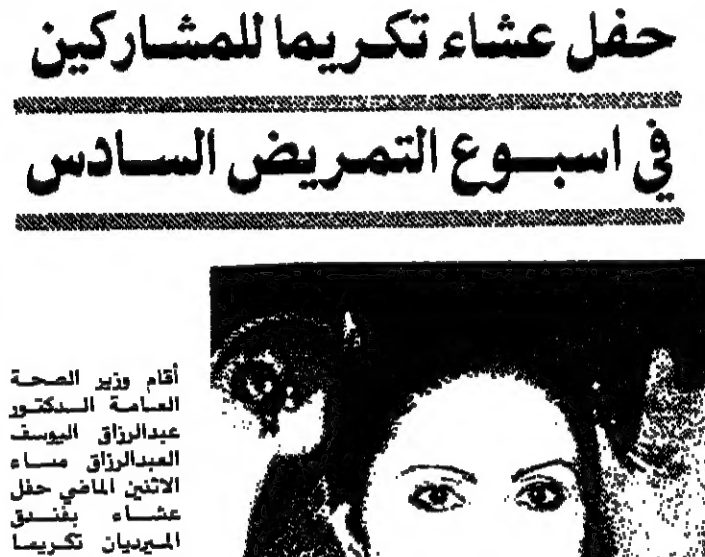 حفل عشاء تكريما للمشاركين
في اسبوع التمريض السادس
أقام وزير الصحة
العامة الدكتور
عبدالرزاق اليوسف
العبدالرزاق مساء
الاثنين الماضي حفل
عشاء بفندق
الميرديان تكريما